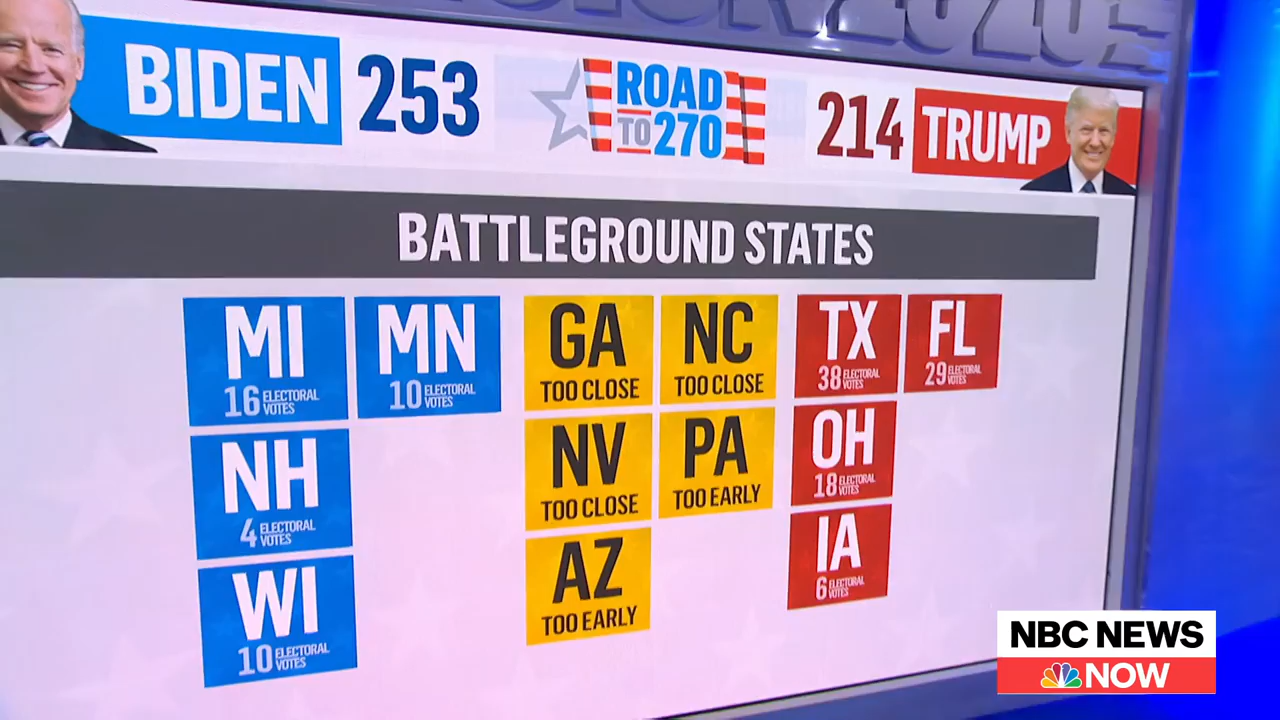 ELECTION 2020
BIDEN 253
ROAD
TO 270
214 TRUMP
BATTLEGROUND STATES
MI
16 ELECTORAL VOTES
MN
10 ELECTORAL VOTES
GA
TOO CLOSE
NC
TOO CLOSE
TX
38 ELECTORAL VOTES
FL
29 ELECTORAL VOTES
NH
4 ELECTORAL VOTES
NV
TOO CLOSE
PA
TOO EARLY
OH
18 ELECTORAL VOTES
WI
10 ELECTORAL VOTES
AZ
TOO EARLY
IA
6 ELECTORAL VOTES
NBC NEWS
NOW